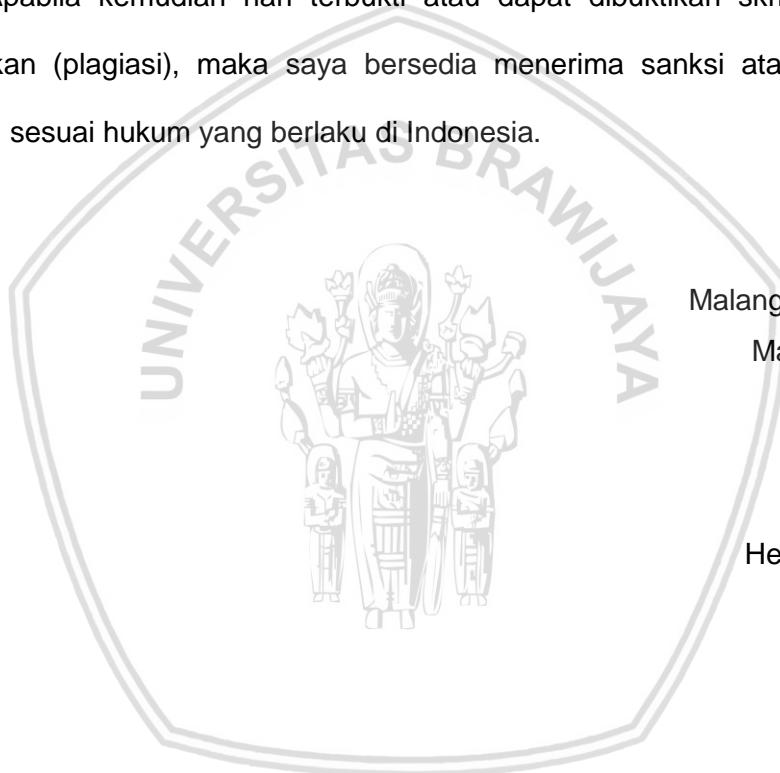 Apabila kemudian hari terbukti atau dapat dibuktikan
kan (plagiasi), maka saya bersedia menerima sanksi ata
sesuai hukum yang berlaku di Indonesia.
UNIVERSITAS BRAWIJAYA
Malang
Ma
He